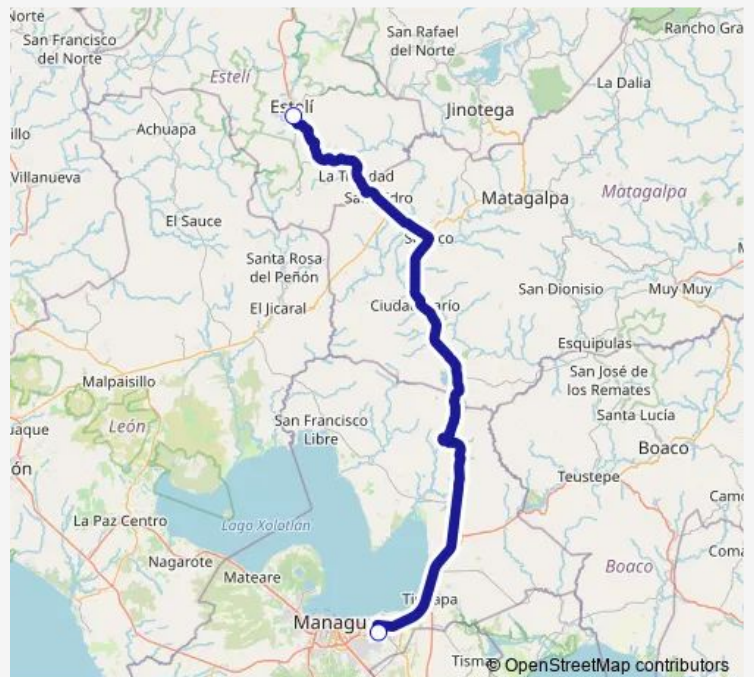 Norte
San Francisco
del Norte
Estelí
San Rafael
del Norte
Rancho Gra
La Dalia
Estelí
Jinotega
Achuapa
illo
Villanueva
Matagalpa
Matagalpa
El Sauce
Santa Rosa
del Peñón
San Dionisio
Muy Muy
El Jicaral
Esquipulas
San José de
los Remates
Malpaisillo
Santa Lucía
San Francisco
Libre
León
Boaco
Teustepe
La Paz Centro
Lago Xolotlán
Nagarote
Mateare
Boaco
Managu
© OpenStreetMap contributors